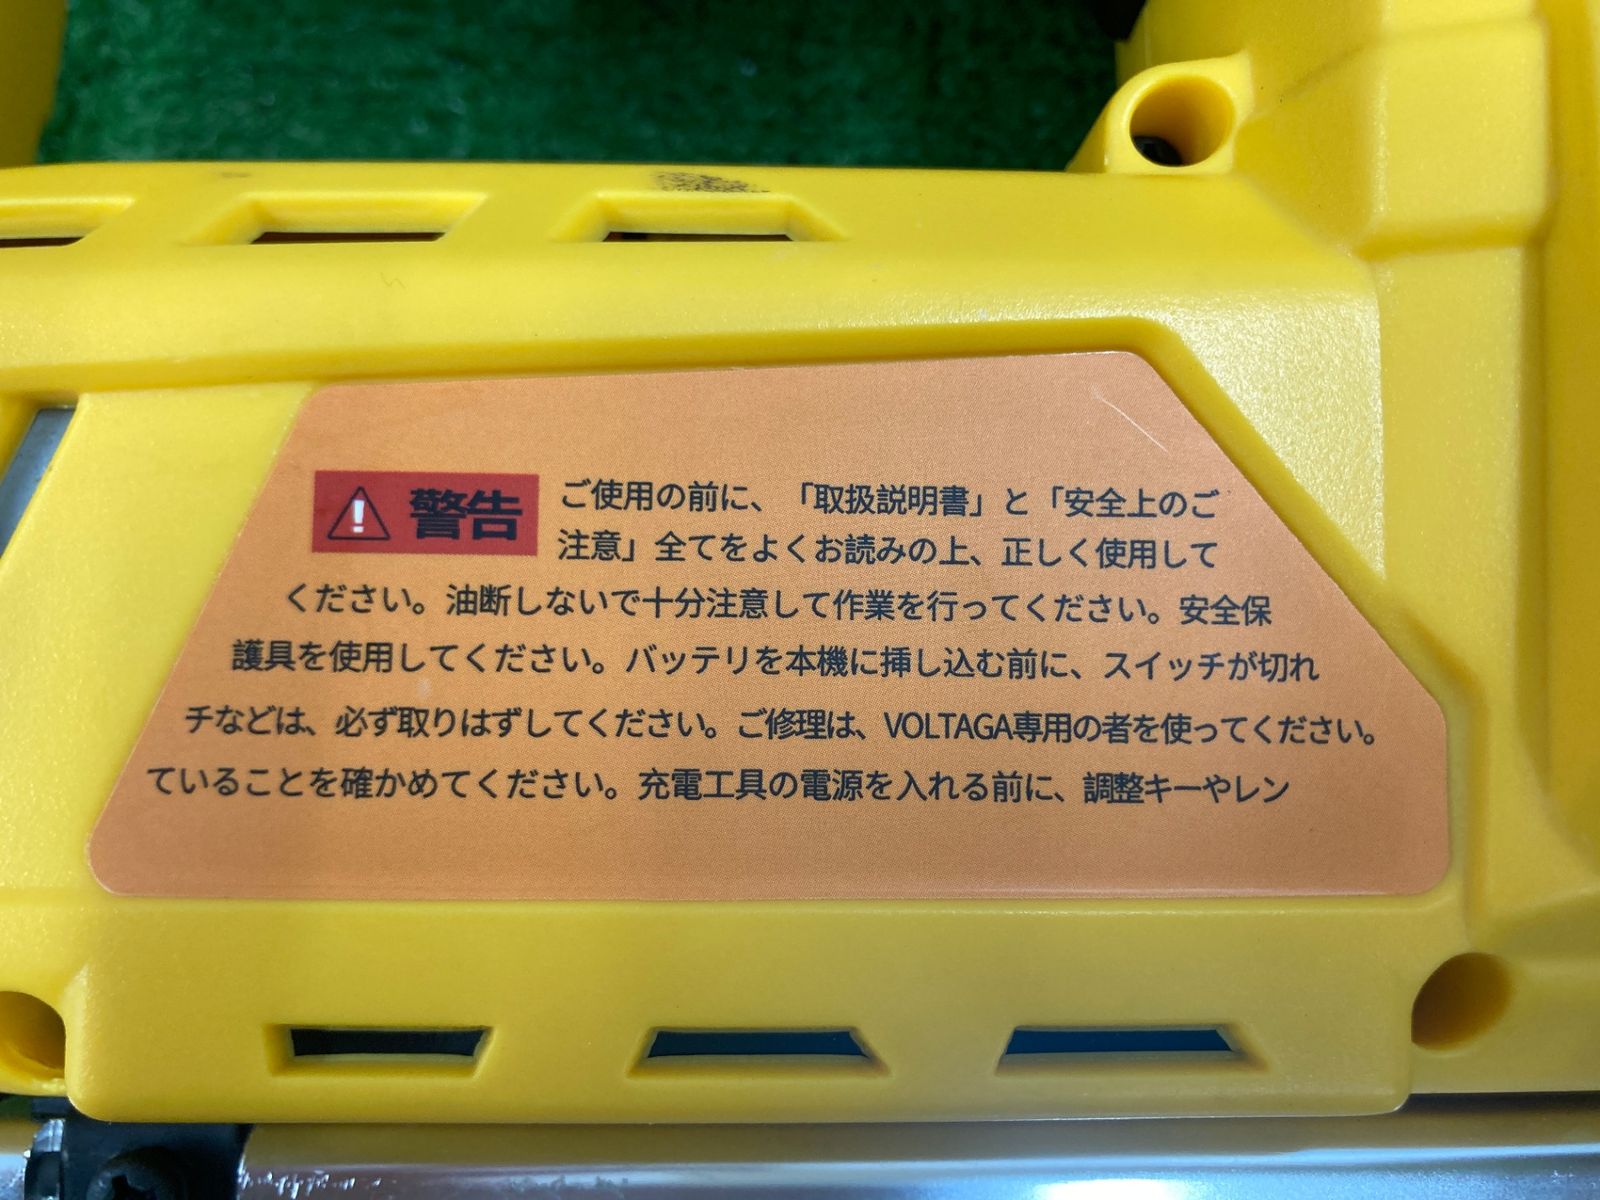 警告 ご使用の前に、「取扱説明書」と「安全上のご
注意」全てをよくお読みの上、正しく使用して
ください。油断しないで十分注意して作業を行ってください。安全保
護具を使用してください。バッテリを本機に挿し込む前に、スイッチが切れ
チなどは、必ず取りはずしてください。ご修理は、VOLTAGA専用の者を使ってください。
ていることを確かめてください。充電工具の電源を入れる前に、調整キーやレン